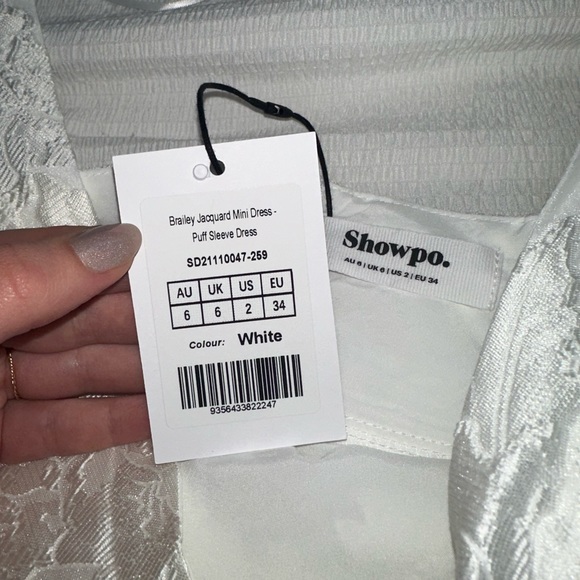 Brailey Jacquard Mini Dress -
Puff Sleeve Dress
SD21110047-259
AU UK US EU
6 6 2 34
Colour: White
9356433822247
Showpo.
AU 6 | UK 6 | US 2 | EU 34